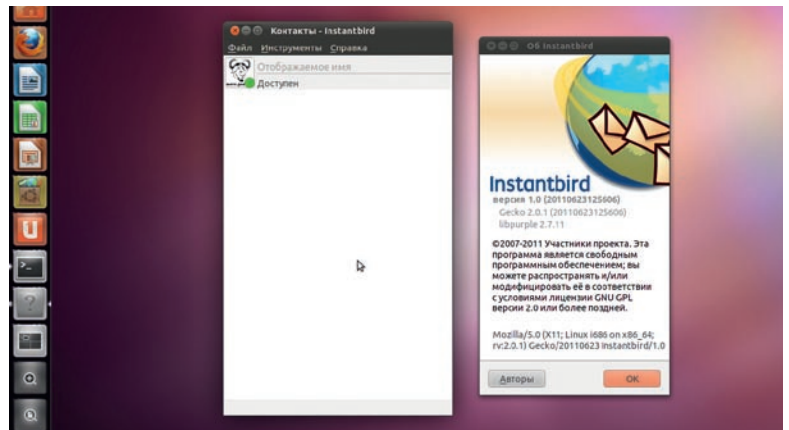 Контакты - Instantbird
Файл Инструменты Справка
Отображаемое имя
Доступен
Об Instantbird
Instantbird
версия 1.0 (20110623125606)
Gecko 2.0.1 (20110623125606)
libpurple 2.7.11
©2007-2011 Участники проекта. Эта
программа является свободным
программным обеспечением; вы
можете распространять и/или
модифицировать её в соответствии
с условиями лицензии GNU GPL
версии 2.0 или более поздней.
Mozilla/5.0 (X11; Linux i686 on x86_64;
rv:2.0.1) Gecko/20110623 Instantbird/1.0
Авторы
OK